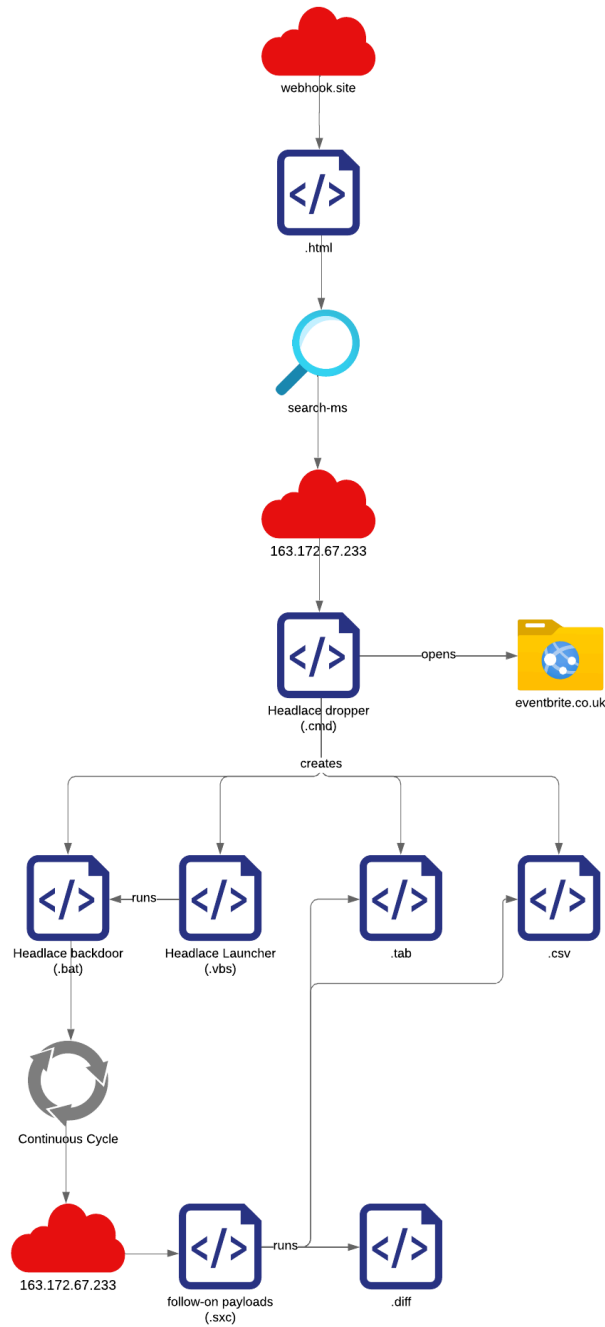 webhook.site
</>
.html
search-ms
163.172.67.233
</>
opens
Headlace dropper
(.cmd)
eventbrite.co.uk
creates
</>
runs
</>
</>
</>
Headlace backdoor
(.bat)
Headlace Launcher
(.vbs)
.tab
.csv
Continuous Cycle
163.172.67.233
</>
runs
</>
follow-on payloads
(.sxc)
.diff